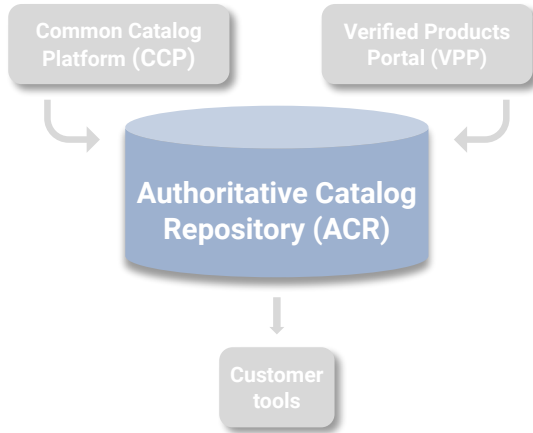 Common Catalog
Platform (CCP)
Verified Products
Portal (VPP)
Authoritative Catalog
Repository (ACR)
Customer
tools